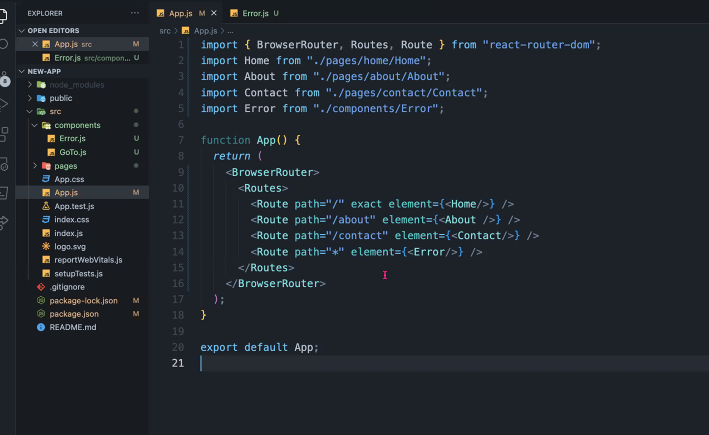 EXPLORER ...
OPEN EDITORS
App.js src M
Error.js src/compon... U
NEW-APP
node_modules
public
src
components
Error.js U
GoTo.js U
pages
App.css
App.js M
App.test.js
index.css
index.js
logo.svg
reportWebVitals.js
setupTests.js
.gitignore
package-lock.json M
package.json M
README.md
App.js M
Error.js U
src > App.js > ...
1 import { BrowserRouter, Routes, Route } from "react-router-dom";
2 import Home from "./pages/home/Home";
3 import About from "./pages/about/About";
4 import Contact from "./pages/contact/Contact";
5 import Error from "./components/Error";
6
7 function App() {
8 return (
9 <BrowserRouter>
10 <Routes>
11 <Route path="/" exact element={<Home/>} />
12 <Route path="/about" element={<About />} />
13 <Route path="/contact" element={<Contact/>} />
14 <Route path="*" element={<Error/>} />
15 </Routes>
16 </BrowserRouter>
17 );
18 }
19
20 export default App;
21